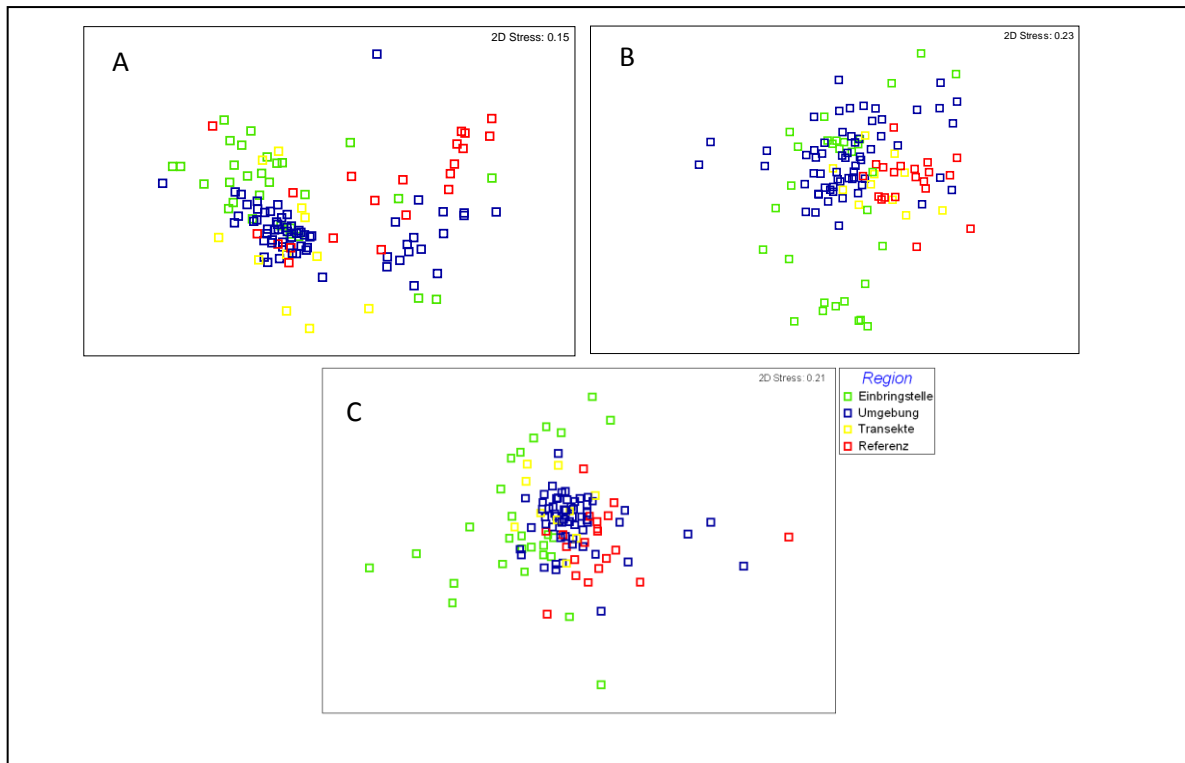 2D Stress: 0.15
A
2D Stress: 0.23
B
2D Stress: 0.21
C
Region
Einbringstelle
Umgebung
Transekte
Referenz